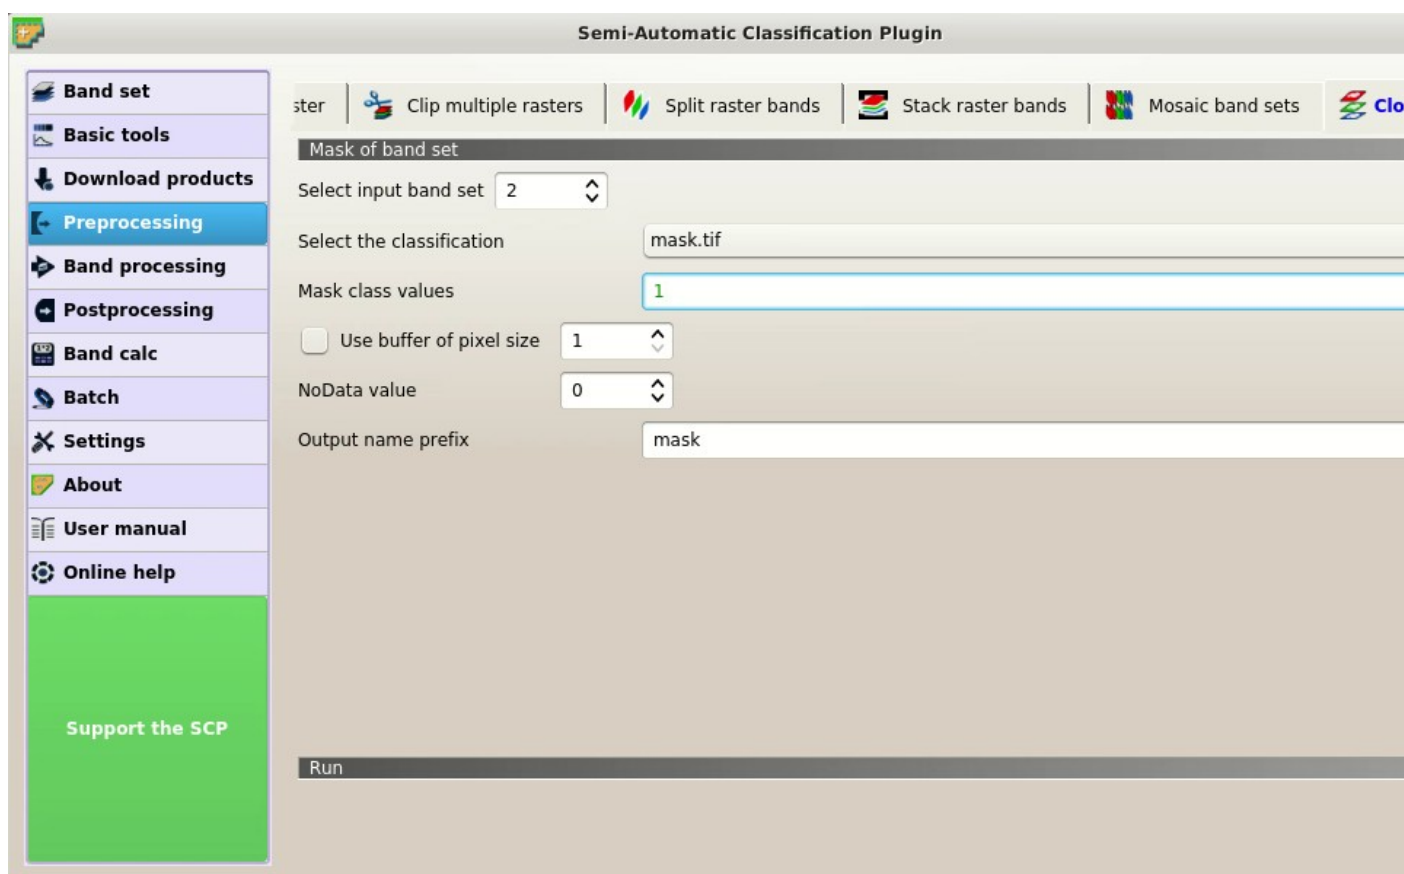 Semi-Automatic Classification Plugin
Band set
Basic tools
Download products
Preprocessing
Band processing
Postprocessing
Band calc
Batch
Settings
About
User manual
Online help
Support the SCP
ster Clip multiple rasters Split raster bands Stack raster bands Mosaic band sets Clo
Mask of band set
Select input band set 2
Select the classification mask.tif
Mask class values 1
Use buffer of pixel size 1
NoData value 0
Output name prefix mask
Run